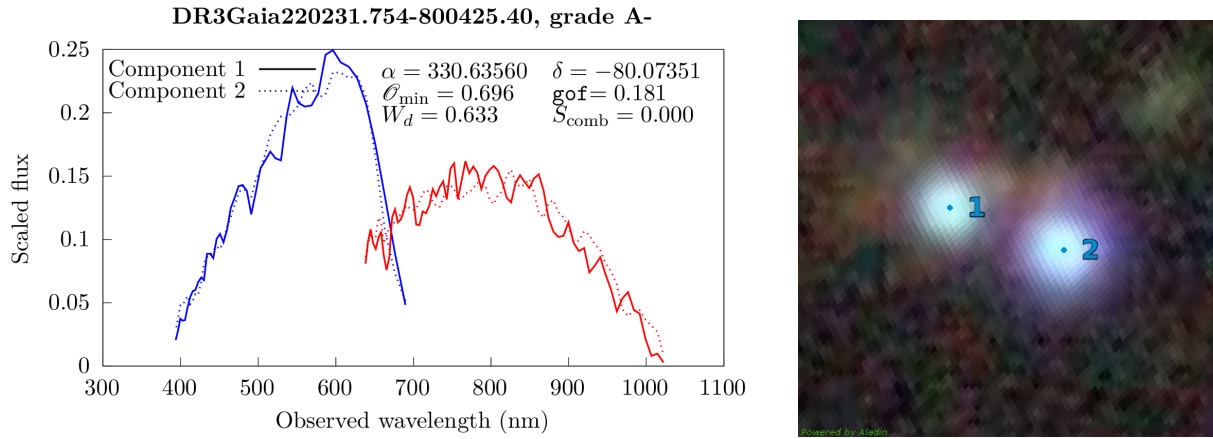 DR3Gaia220231.754-800425.40, grade A-
Component 1
Component 2
α = 330.63560 δ = −80.07351
𝒪min = 0.696 gof= 0.181
Wd = 0.633 Scomb = 0.000
0.25
0.2
0.15
0.1
0.05
0
Scaled flux
300 400 500 600 700 800 900 1000 1100
Observed wavelength (nm)
1
2
Powered by Aladin